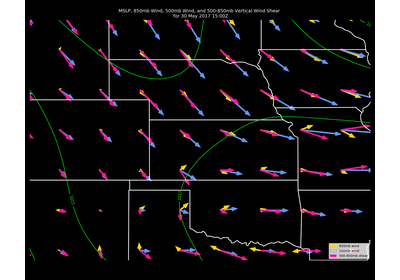 MSLP, 850mb Wind, 500mb Wind, and 500-850mb Vertical Wind Shear
for 30 May 2017 15:00Z
850mb wind
500mb wind
500-850mb shear